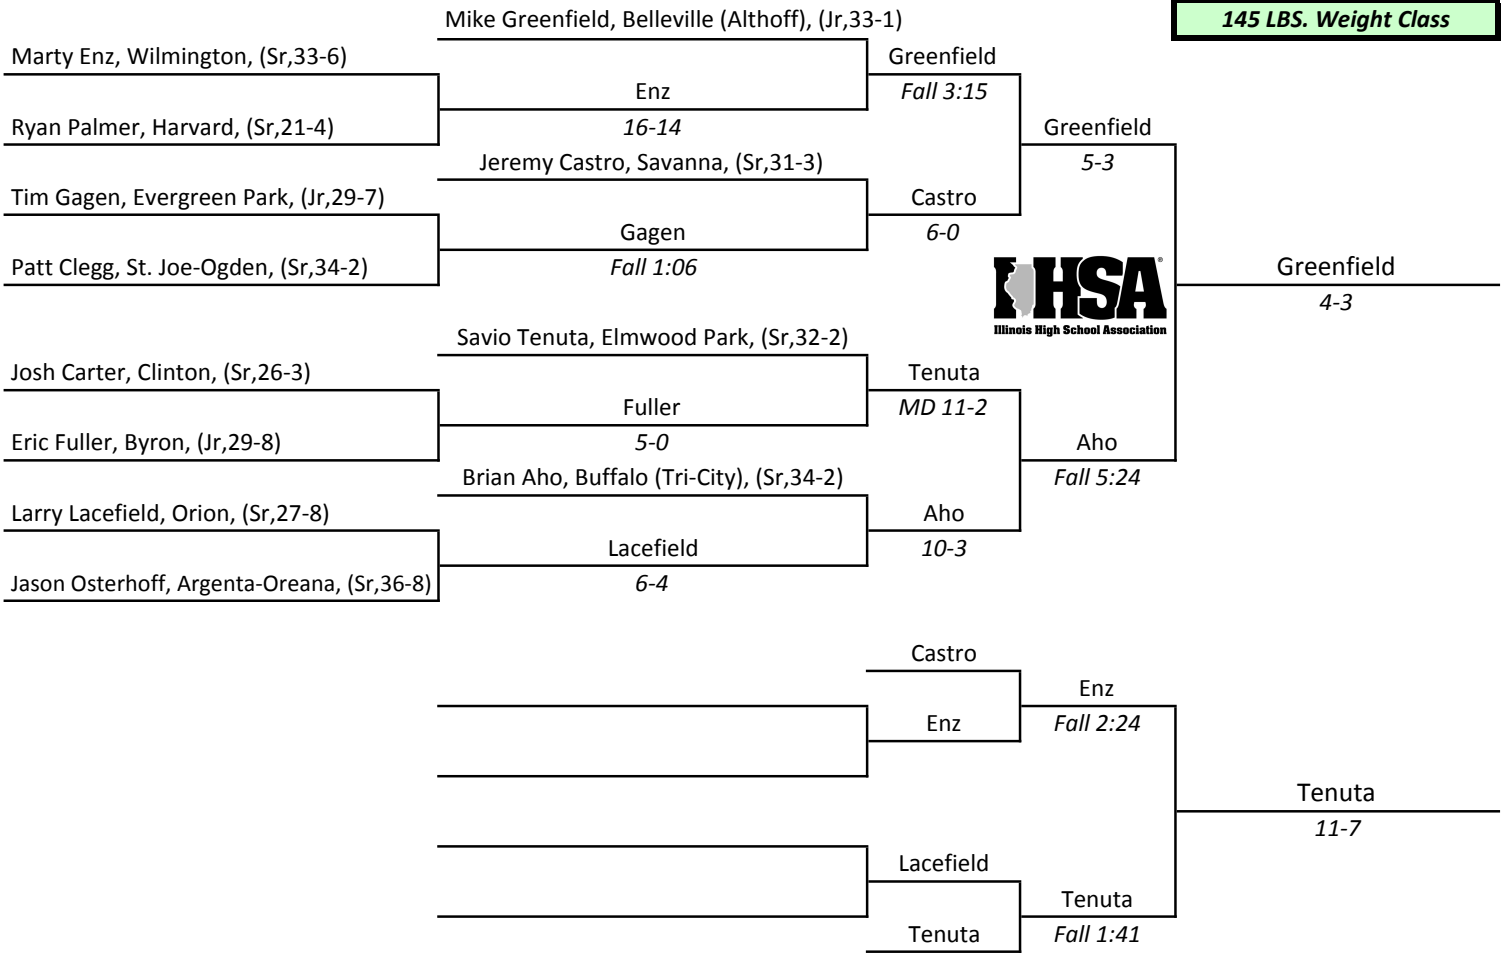 Mike Greenfield, Belleville (Althoff), (Jr,33-1)
145 LBS. Weight Class
Marty Enz, Wilmington, (Sr,33-6)
Greenfield
Enz
Fall 3:15
Ryan Palmer, Harvard, (Sr,21-4)
16-14
Greenfield
Jeremy Castro, Savanna, (Sr,31-3)
5-3
Tim Gagen, Evergreen Park, (Jr,29-7)
Castro
Gagen
6-0
Patt Clegg, St. Joe-Ogden, (Sr,34-2)
Fall 1:06
IHSA
Illinois High School Association
Greenfield
4-3
Savio Tenuta, Elmwood Park, (Sr,32-2)
Josh Carter, Clinton, (Sr,26-3)
Tenuta
Fuller
MD 11-2
Eric Fuller, Byron, (Jr,29-8)
5-0
Aho
Brian Aho, Buffalo (Tri-City), (Sr,34-2)
Fall 5:24
Larry Lacefield, Orion, (Sr,27-8)
Aho
Lacefield
10-3
Jason Osterhoff, Argenta-Oreana, (Sr,36-8)
6-4
Castro
Enz
Enz
Fall 2:24
Tenuta
11-7
Lacefield
Tenuta
Tenuta
Fall 1:41